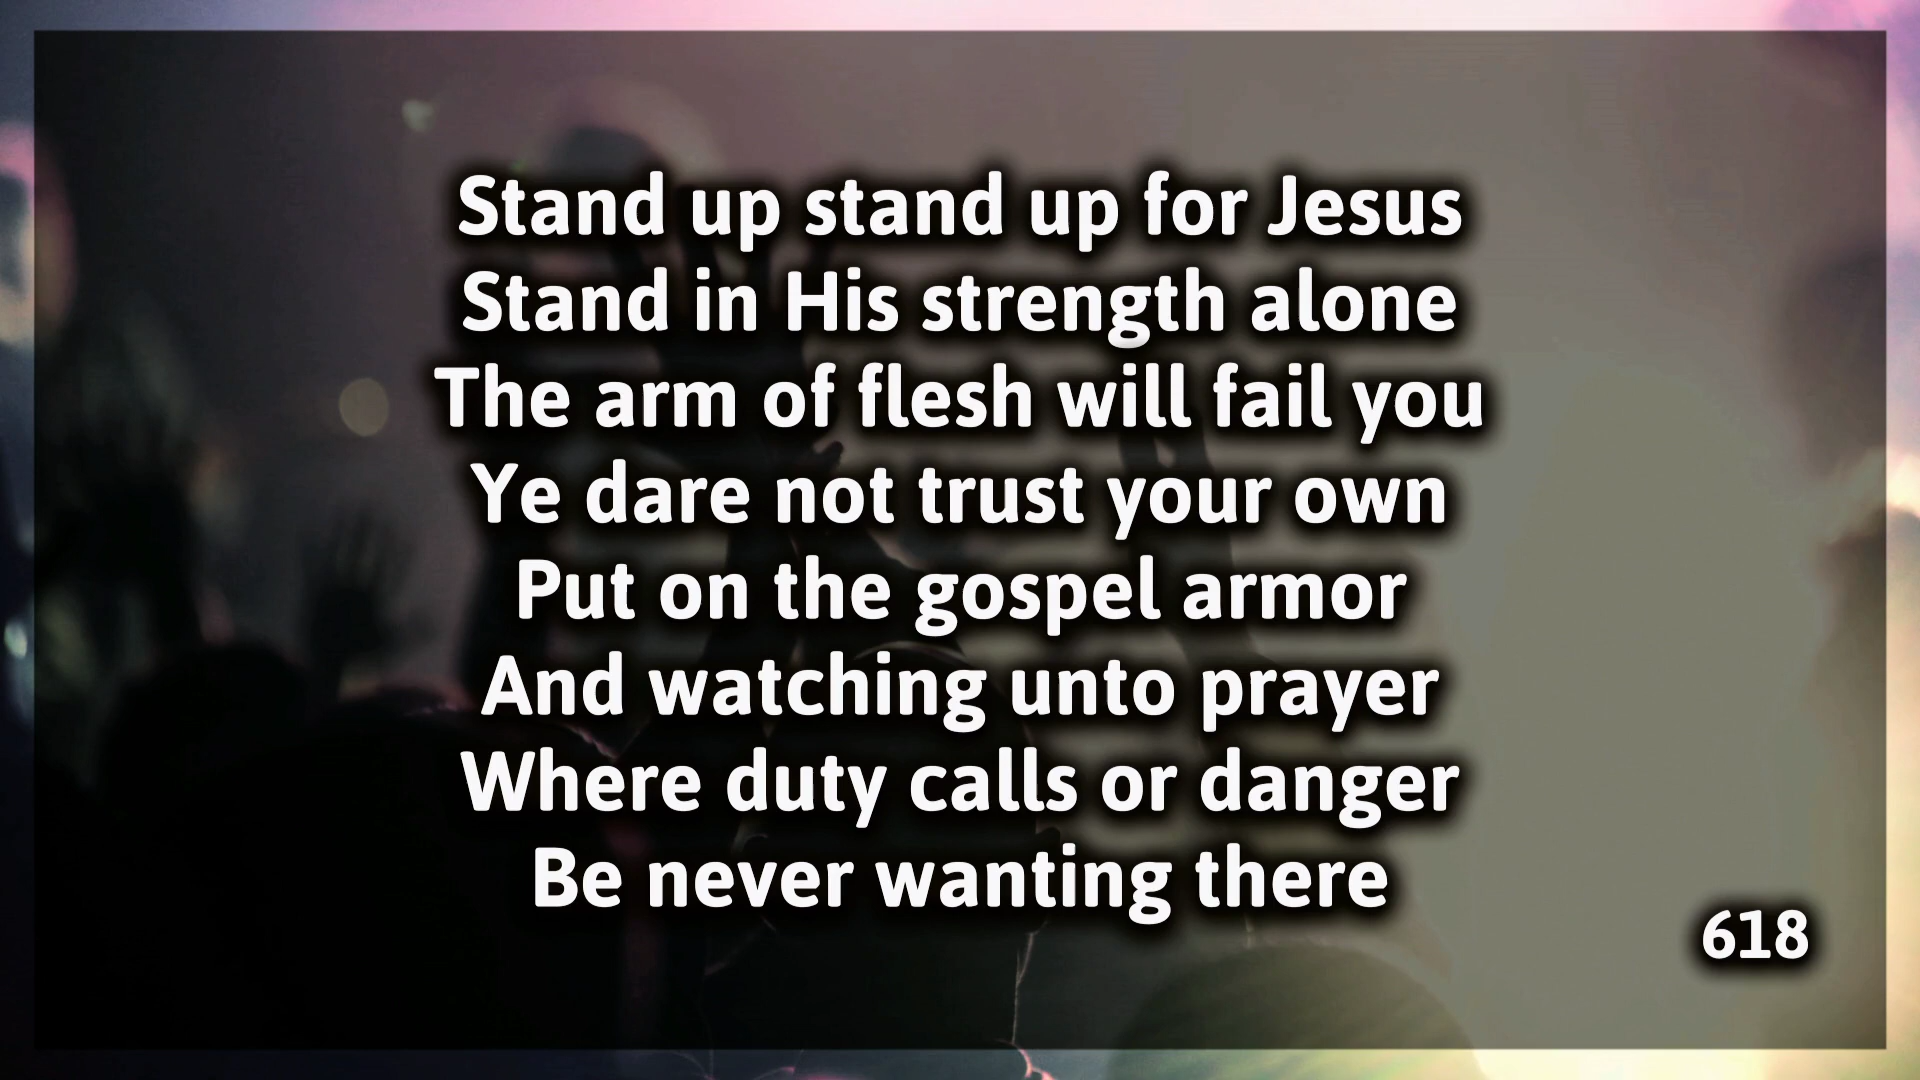 Stand up stand up for Jesus
Stand in His strength alone
The arm of flesh will fail you
Ye dare not trust your own
Put on the gospel armor
And watching unto prayer
Where duty calls or danger
Be never wanting there
618